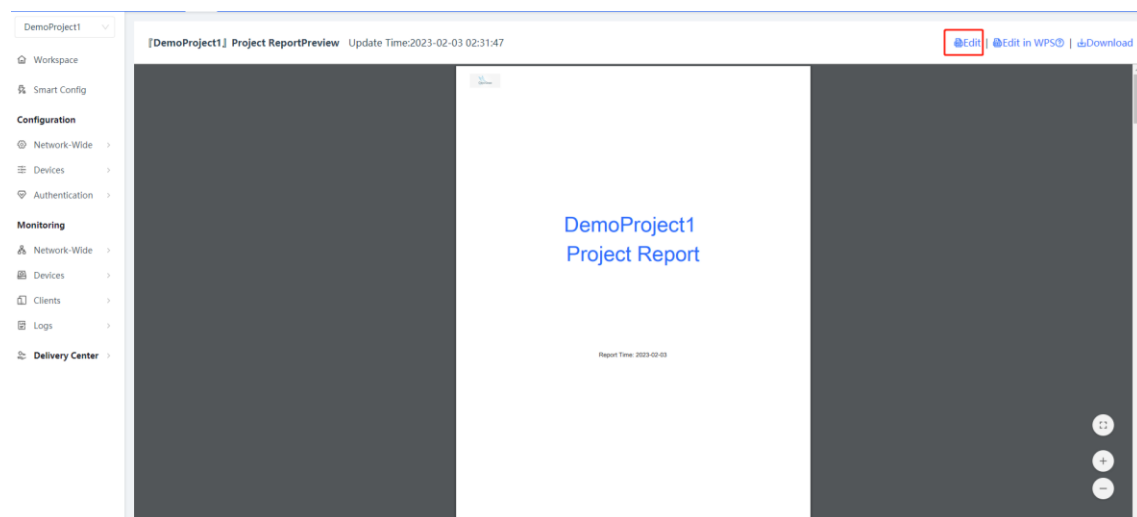 DemoProject1
『DemoProject1』 Project ReportPreview Update Time:2023-02-03 02:31:47
Edit | Edit in WPS | Download
Workspace
Smart Config
Configuration
Network-Wide
Devices
Authentication
Monitoring
Network-Wide
Devices
Clients
Logs
Delivery Center
DemoProject1
Project Report
Report Time: 2023-02-03